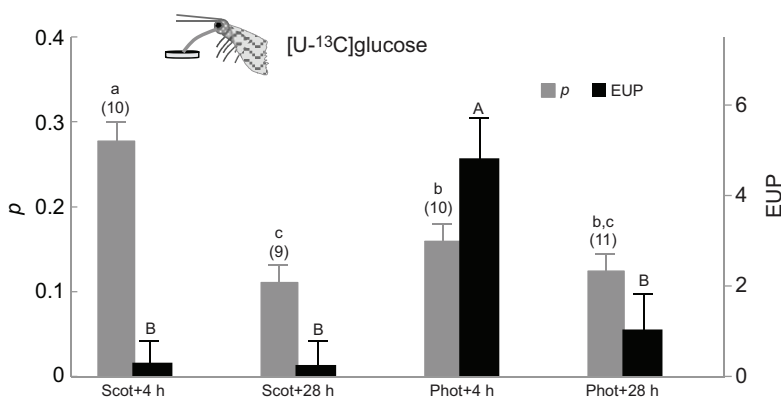 [U-¹³C]glucose
p EUP
0.4
0.3
0.2
0.1
0
p
6
4
2
0
EUP
a
(10)
B
c
(9)
B
b
(10)
A
b,c
(11)
B
Scot+4 h Scot+28 h Phot+4 h Phot+28 h